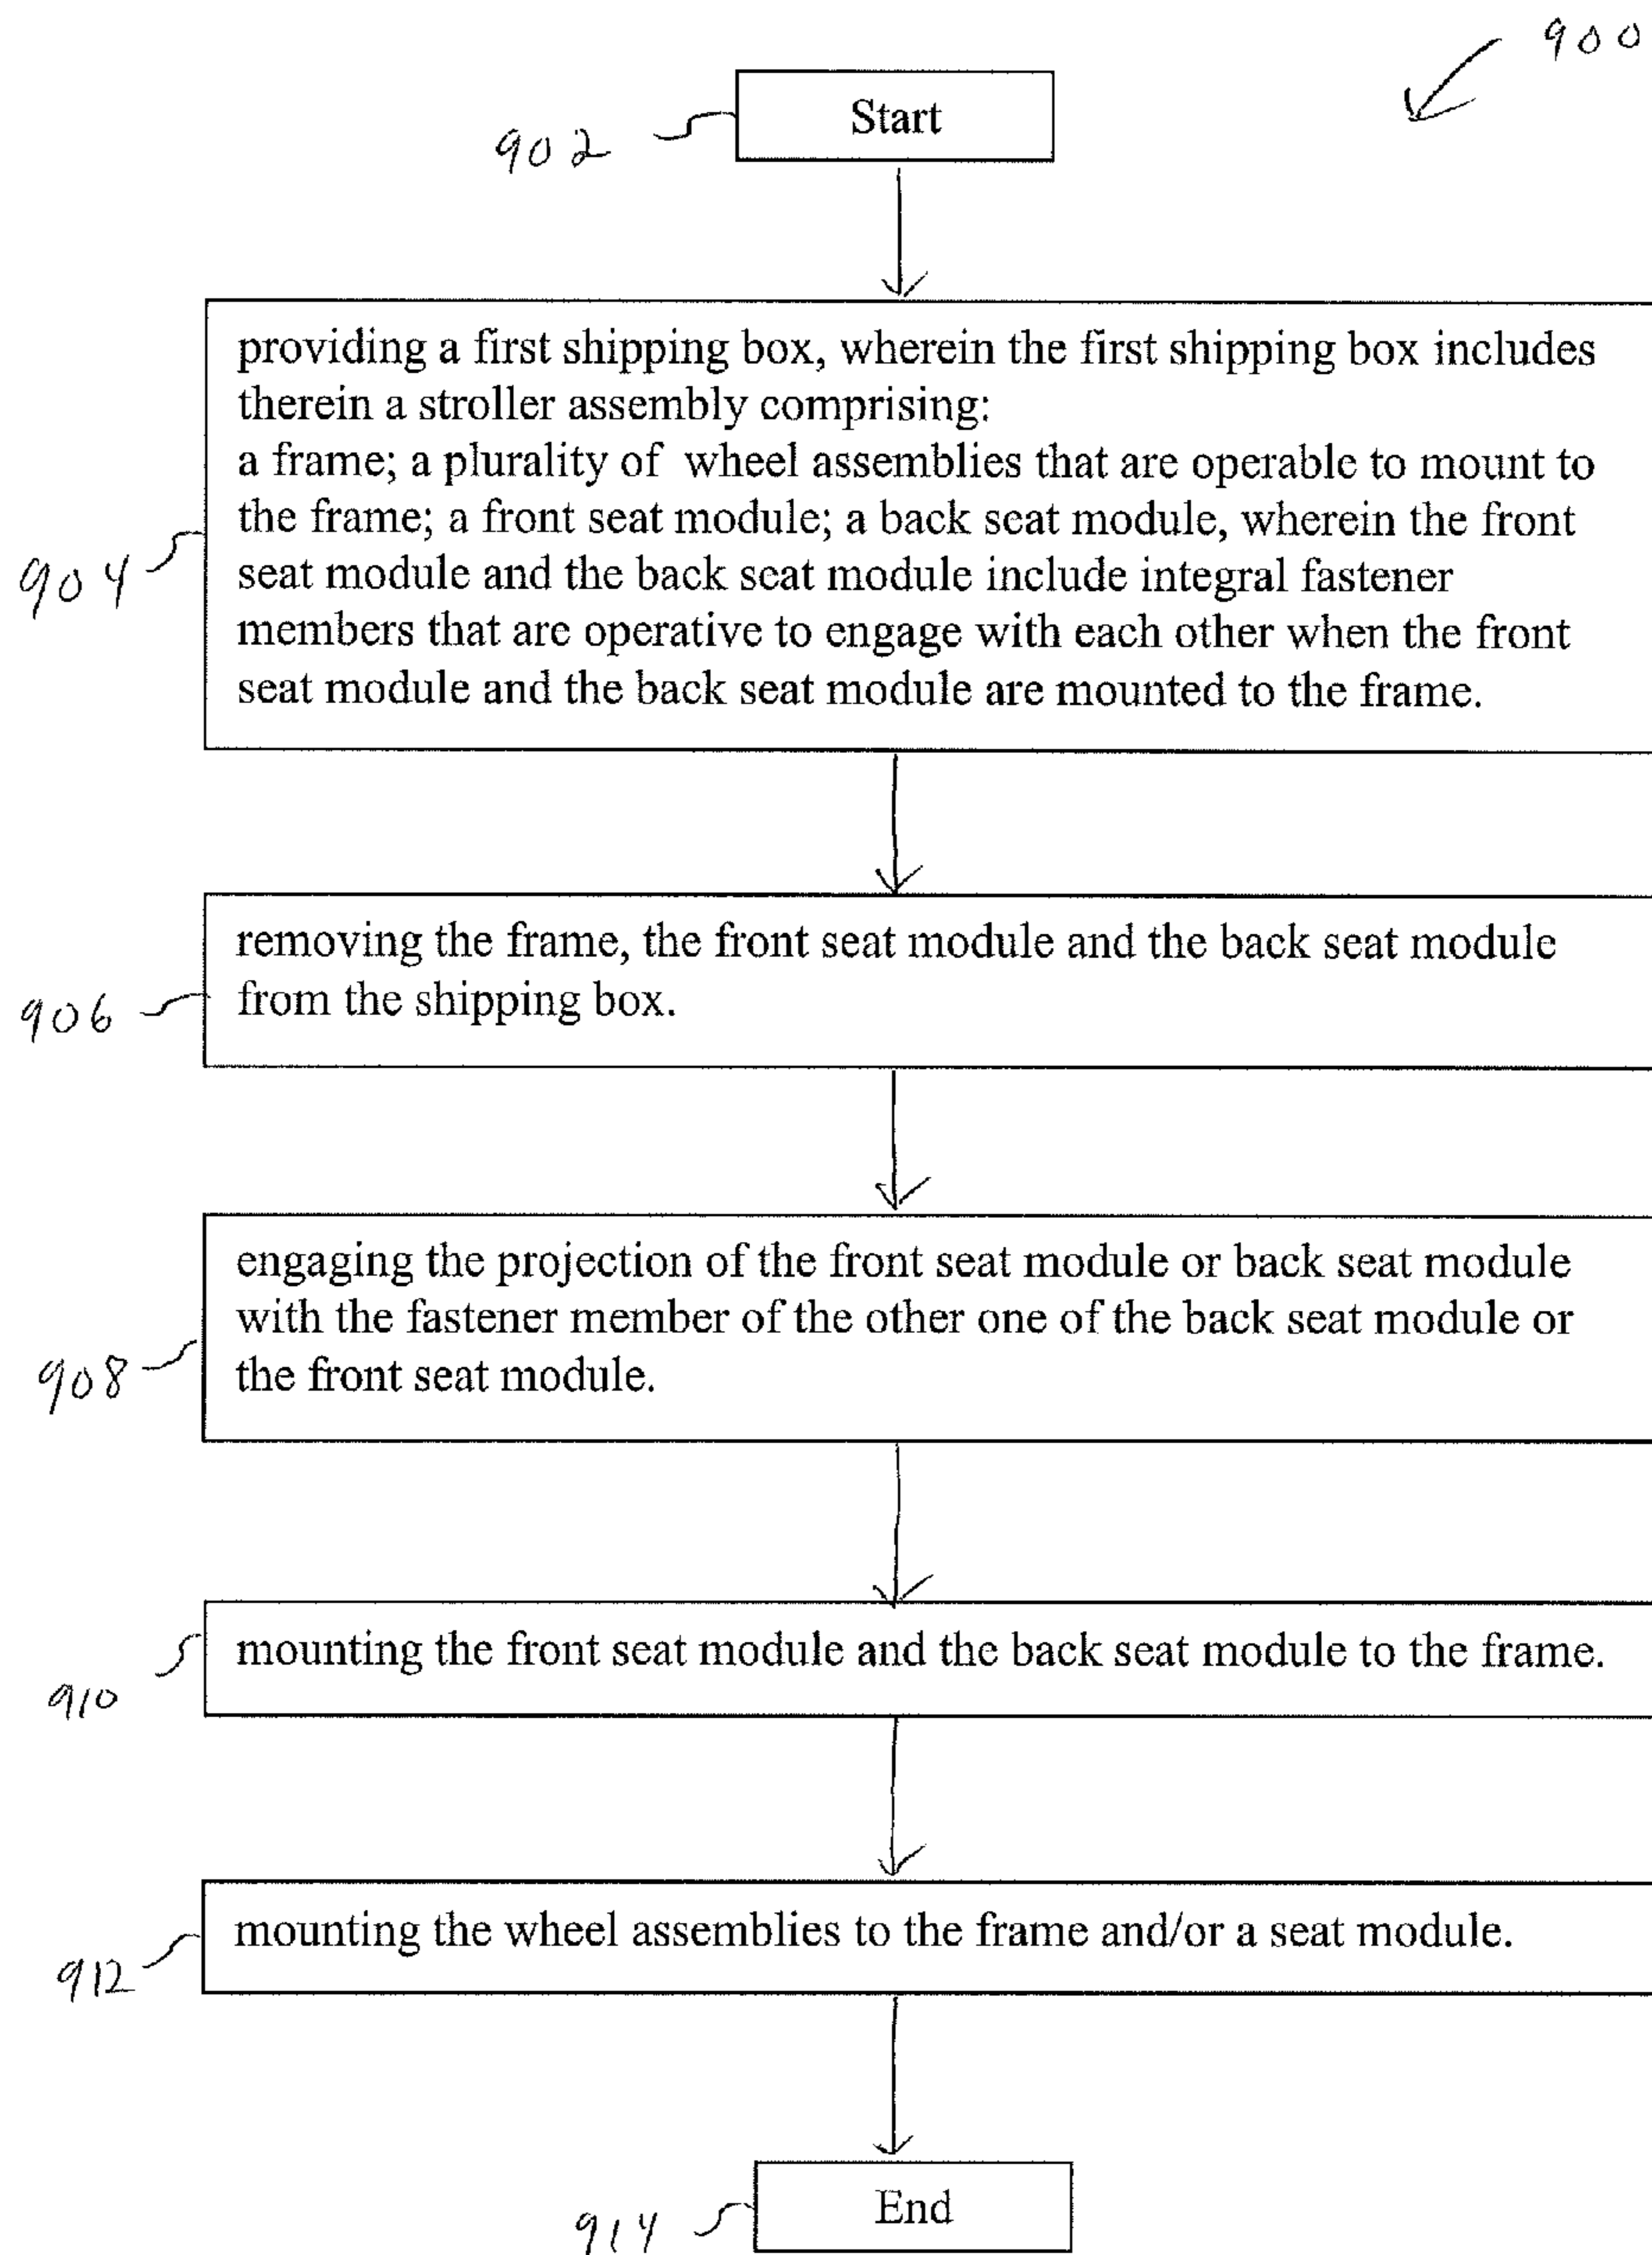 900
Start
902
providing a first shipping box, wherein the first shipping box includes
therein a stroller assembly comprising:
a frame; a plurality of wheel assemblies that are operable to mount to
the frame; a front seat module; a back seat module, wherein the front
seat module and the back seat module include integral fastener
members that are operative to engage with each other when the front
seat module and the back seat module are mounted to the frame.
904
removing the frame, the front seat module and the back seat module
from the shipping box.
906
engaging the projection of the front seat module or back seat module
with the fastener member of the other one of the back seat module or
the front seat module.
908
mounting the front seat module and the back seat module to the frame.
910
mounting the wheel assemblies to the frame and/or a seat module.
912
End
914